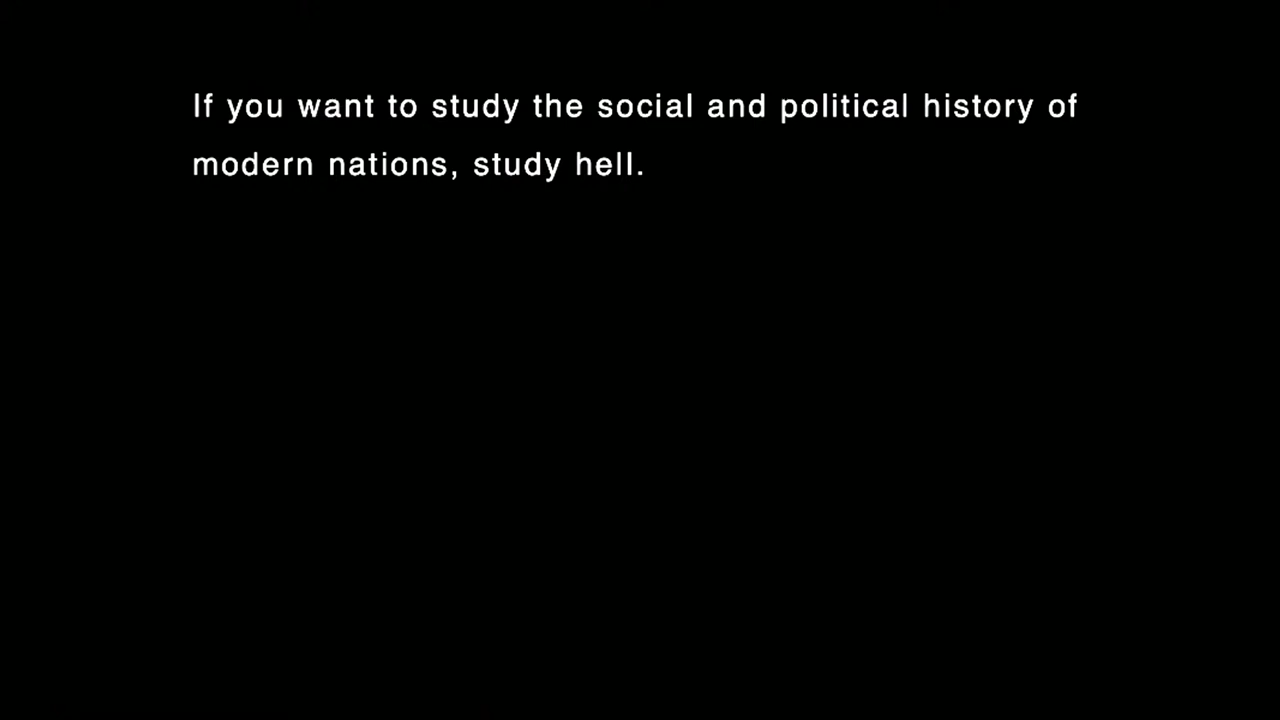 If you want to study the social and political history of
modern nations, study hell.